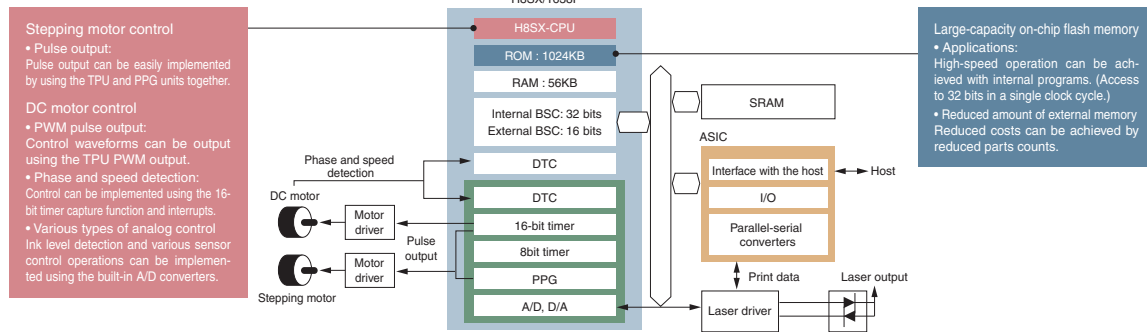 Stepping motor control
• Pulse output:
Pulse output can be easily implemented
by using the TPU and PPG units together.
DC motor control
• PWM pulse output:
Control waveforms can be output
using the TPU PWM output.
• Phase and speed detection:
Control can be implemented using the 16-
bit timer capture function and interrupts.
• Various types of analog control
Ink level detection and various sensor
control operations can be implemen-
ted using the built-in A/D converters.
H8SX-CPU
ROM : 1024KB
RAM : 56KB
Internal BSC: 32 bits
External BSC: 16 bits
DTC
Phase and speed
detection
DTC
16-bit timer
8bit timer
PPG
A/D, D/A
DC motor
Motor
driver
Pulse
output
Motor
driver
Stepping motor
SRAM
ASIC
Interface with the host
Host
I/O
Parallel-serial
converters
Print data
Laser driver
Laser output
Large-capacity on-chip flash memory
• Applications:
High-speed operation can be ach-
ieved with internal programs. (Access
to 32 bits in a single clock cycle.)
• Reduced amount of external memory
Reduced costs can be achieved by
reduced parts counts.